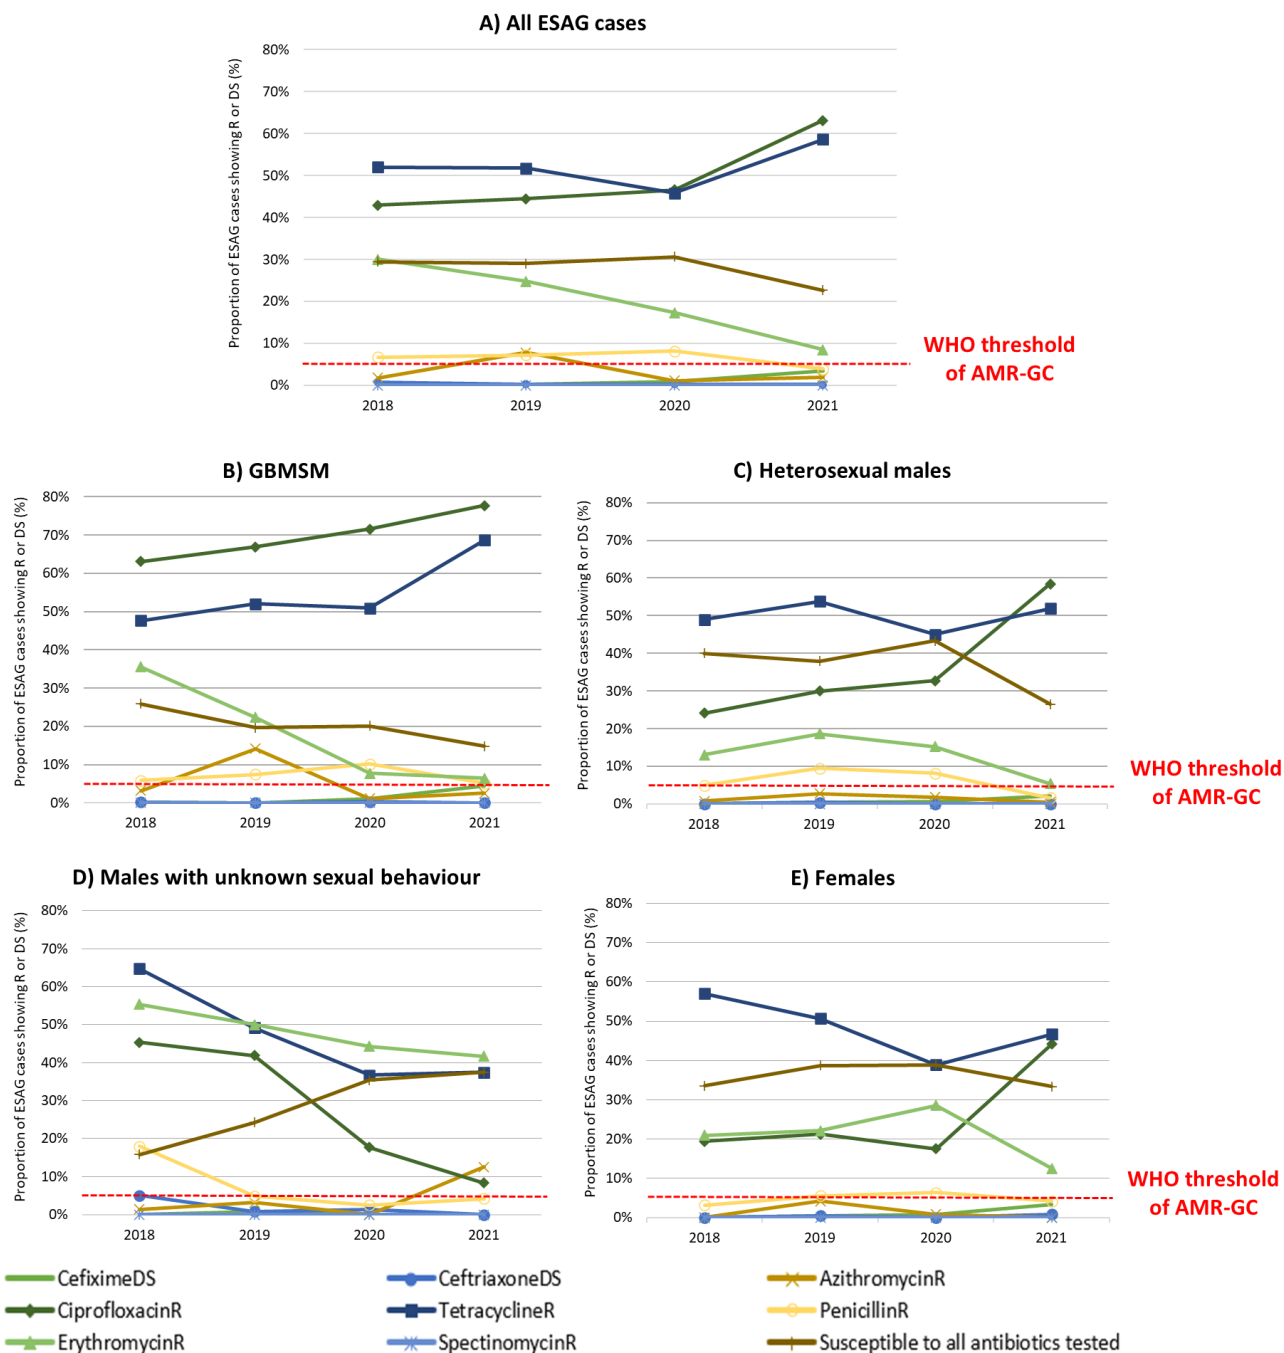 A) All ESAG cases
Proportion of ESAG cases showing R or DS (%)
80%
70%
60%
50%
40%
30%
20%
10%
0%
2018 2019 2020 2021
WHO threshold
of AMR-GC
B) GBMSM
Proportion of ESAG cases showing R or DS (%)
80%
70%
60%
50%
40%
30%
20%
10%
0%
2018 2019 2020 2021
C) Heterosexual males
Proportion of ESAG cases showing R or DS (%)
80%
70%
60%
50%
40%
30%
20%
10%
0%
2018 2019 2020 2021
WHO threshold
of AMR-GC
D) Males with unknown sexual behaviour
Proportion of ESAG cases showing R or DS (%)
80%
70%
60%
50%
40%
30%
20%
10%
0%
2018 2019 2020 2021
E) Females
Proportion of ESAG cases showing R or DS (%)
80%
70%
60%
50%
40%
30%
20%
10%
0%
2018 2019 2020 2021
WHO threshold
of AMR-GC
CefiximeDS CeftriaxoneDS AzithromycinR
CiprofloxacinR TetracyclineR PenicillinR
ErythromycinR SpectinomycinR Susceptible to all antibiotics tested